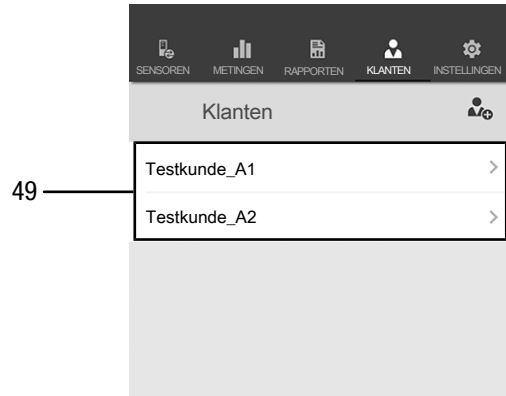 SENSOREN METINGEN RAPPORTEN KLANTEN INSTELLINGEN
Klanten
Testkunde_A1
49
Testkunde_A2